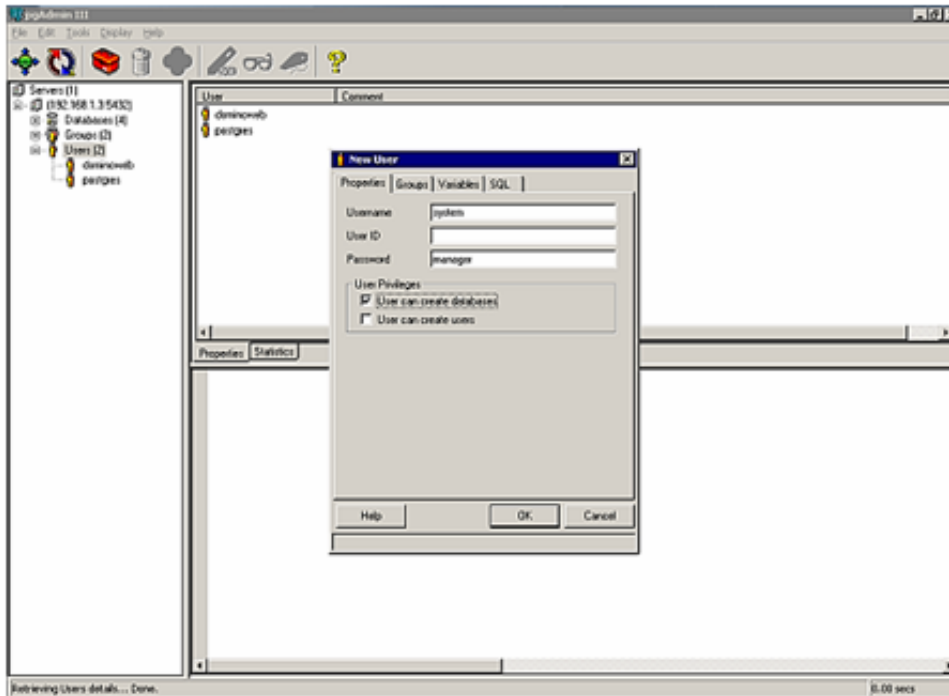 pgAdmin III
File Edit Tools Display Help
Servers (1)
(192.168.1.3:5432)
Databases (4)
Groups (2)
Users (2)
dominoweb
postgres
User Comment
dominoweb
postgres
New User
Properties Groups Variables SQL
Username system
User ID
Password manager
User Privileges
User can create databases
User can create users
Help OK Cancel
Properties Statistics
Retrieving Users details... Done. 0.00 secs